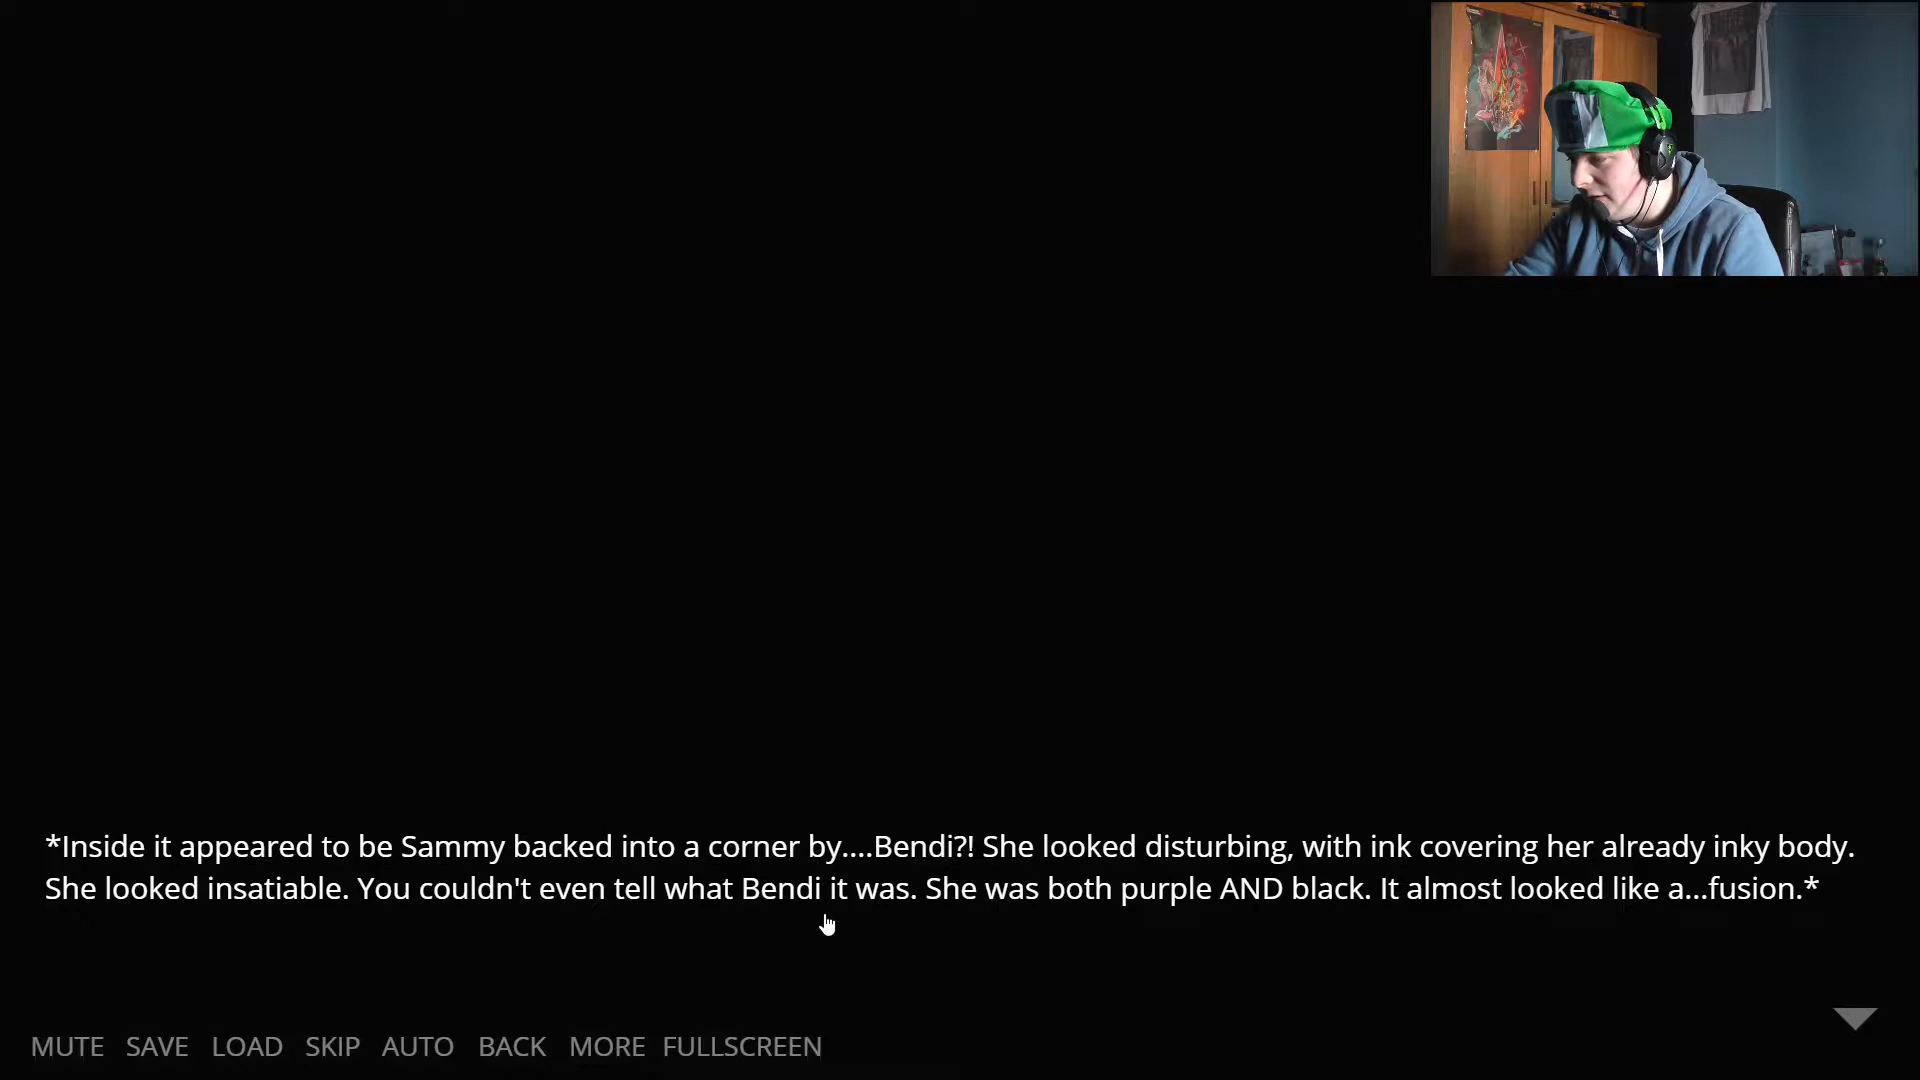 *Inside it appeared to be Sammy backed into a corner by....Bendi?! She looked disturbing, with ink covering her already inky body.
She looked insatiable. You couldn't even tell what Bendi it was. She was both purple AND black. It almost looked like a...fusion.*
MUTE SAVE LOAD SKIP AUTO BACK MORE FULLSCREEN